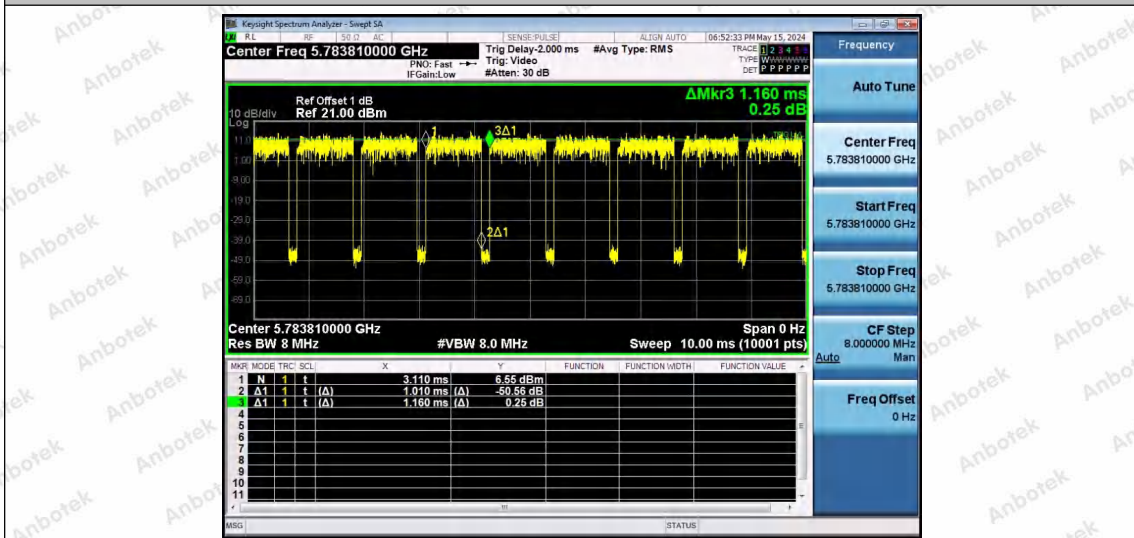 Keysight Spectrum Analyzer - Swept SA
RL RF 50 Ω AC SENSE:PULSE ALIGN AUTO 06:52:33 PM May 15, 2024
Center Freq 5.783810000 GHz
PNO: Fast
IFGain:Low
Trig Delay-2.000 ms
Trig: Video
#Atten: 30 dB
#Avg Type: RMS
TRACE 1 2 3 4 5 6
TYPE WWWWWW
DET P P P P P P
Ref Offset 1 dB
10 dB/div Ref 21.00 dBm
Log
ΔMkr3 1.160 ms
0.25 dB
11.0
1.00
-9.00
-19.0
-29.0
-39.0
-49.0
-59.0
-69.0
1
3Δ1
2Δ1
Center 5.783810000 GHz Span 0 Hz
Res BW 8 MHz #VBW 8.0 MHz Sweep 10.00 ms (10001 pts)
MKR MODE TRC SCL X Y FUNCTION FUNCTION WIDTH FUNCTION VALUE
1 N 1 t 3.110 ms 6.55 dBm
2 Δ1 1 t (Δ) 1.010 ms (Δ) -50.56 dB
3 Δ1 1 t (Δ) 1.160 ms (Δ) 0.25 dB
4
5
6
7
8
9
10
11
MSG STATUS
Frequency
Auto Tune
Center Freq
5.783810000 GHz
Start Freq
5.783810000 GHz
Stop Freq
5.783810000 GHz
CF Step
8.000000 MHz
Auto Man
Freq Offset
0 Hz
Anbotek